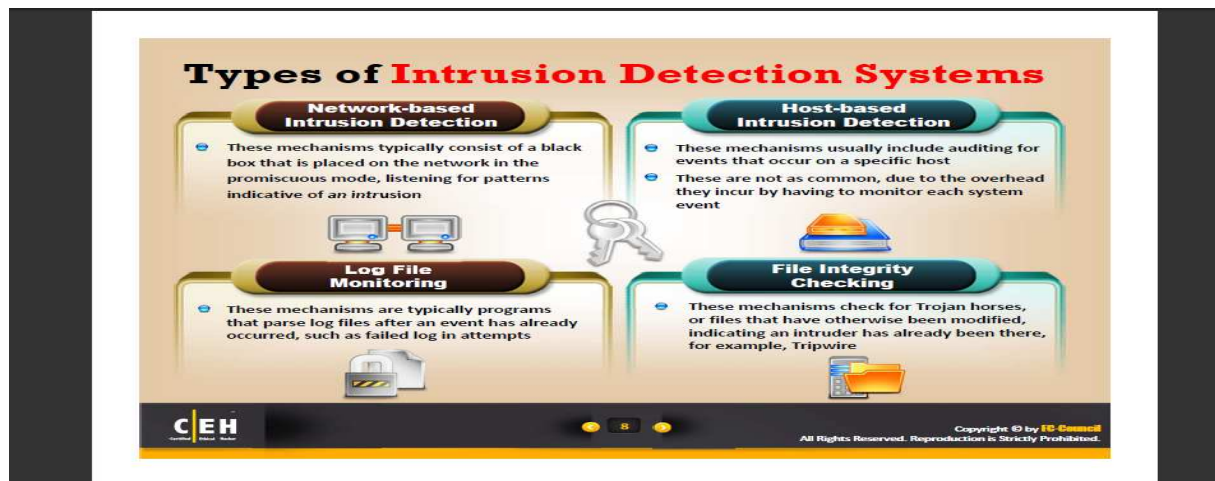 Types of Intrusion Detection Systems
Network-based
Intrusion Detection
These mechanisms typically consist of a black
box that is placed on the network in the
promiscuous mode, listening for patterns
indicative of an intrusion
Host-based
Intrusion Detection
These mechanisms usually include auditing for
events that occur on a specific host
These are not as common, due to the overhead
they incur by having to monitor each system
event
Log File
Monitoring
These mechanisms are typically programs
that parse log files after an event has already
occurred, such as failed log in attempts
File Integrity
Checking
These mechanisms check for Trojan horses,
or files that have otherwise been modified,
indicating an intruder has already been there,
for example, Tripwire
CEH
Certified Ethical Hacker
8
Copyright © by EC-Council
All Rights Reserved. Reproduction is Strictly Prohibited.